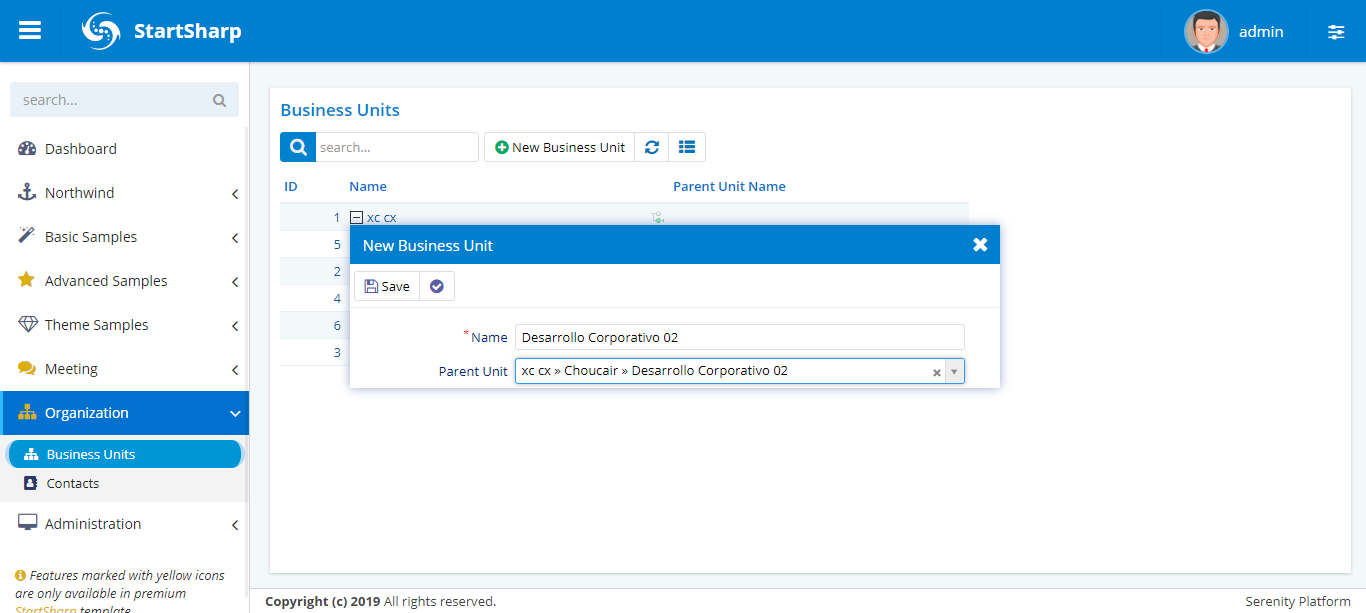 StartSharp
admin
search...
Dashboard
Northwind
Basic Samples
Advanced Samples
Theme Samples
Meeting
Organization
Business Units
Contacts
Administration
Features marked with yellow icons
are only available in premium
StartSharp template.
Business Units
search...
New Business Unit
ID Name Parent Unit Name
1 xc cx
5
2
4
6
3
New Business Unit
Save
* Name Desarrollo Corporativo 02
Parent Unit xc cx » Choucair » Desarrollo Corporativo 02
Copyright (c) 2019 All rights reserved.
Serenity Platform